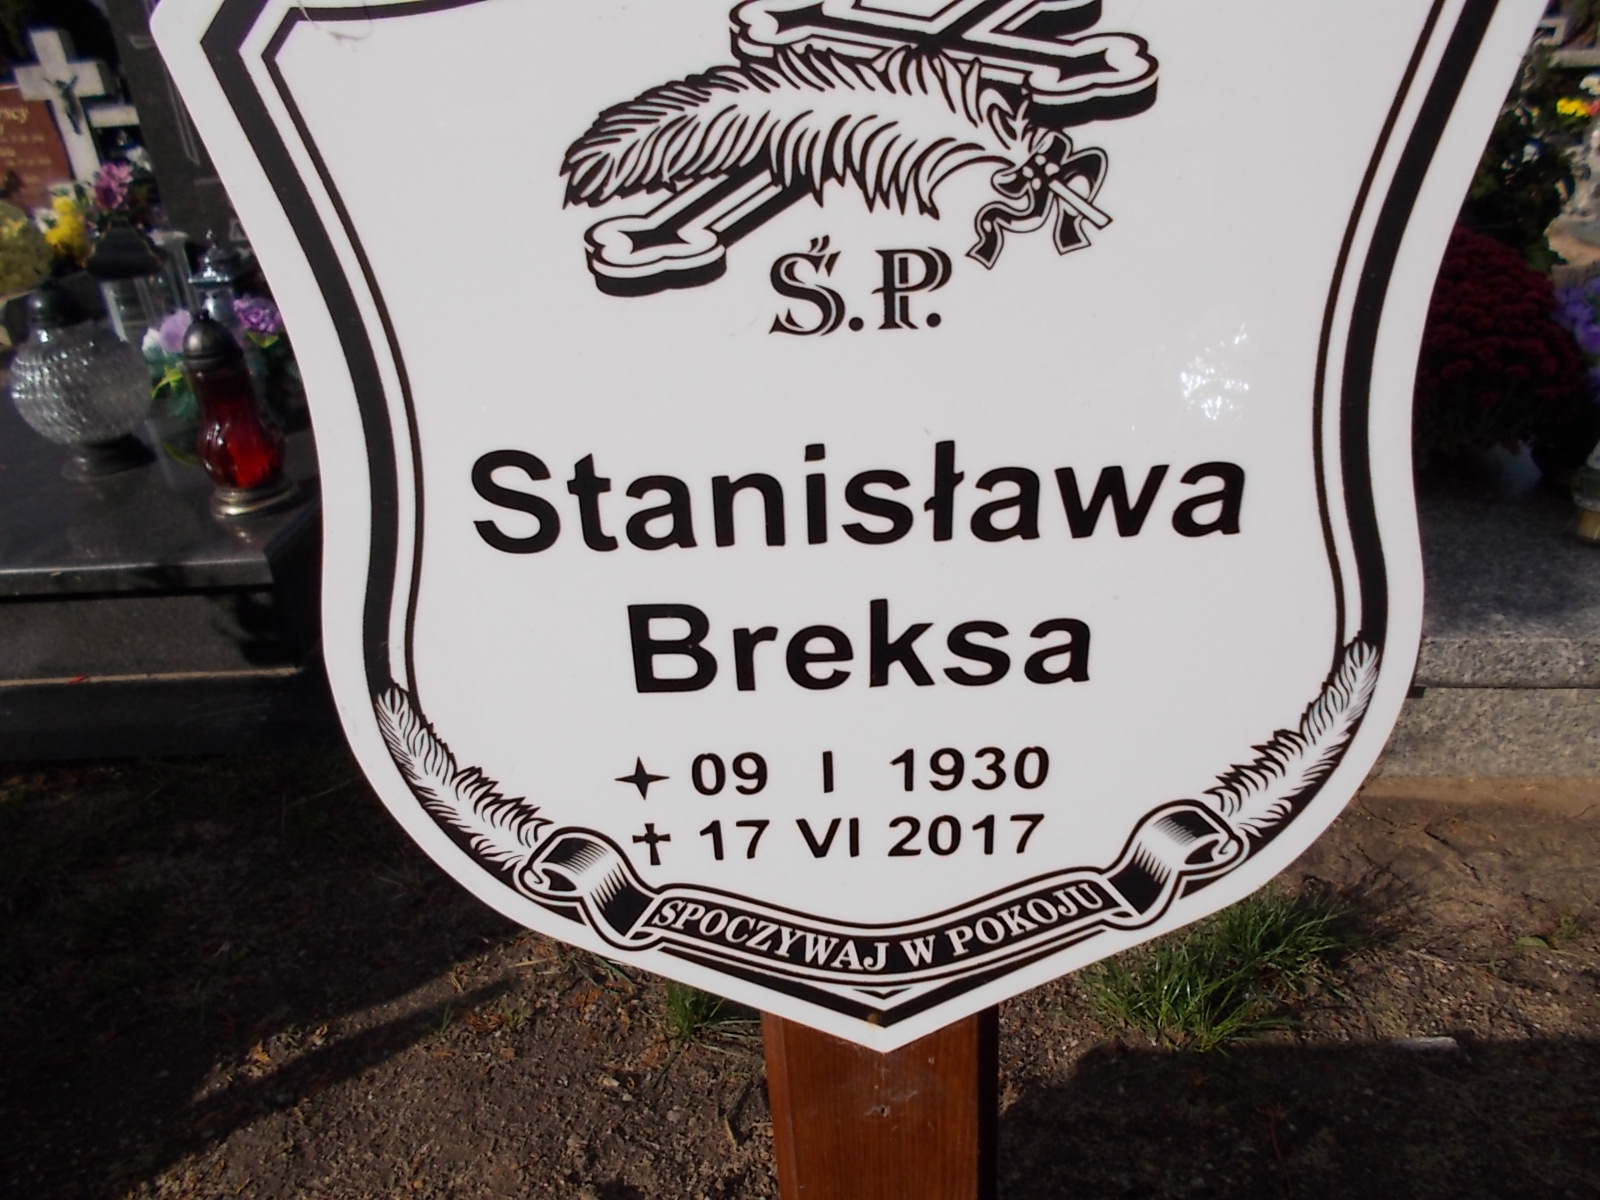 Ś.P.
Stanisława
Breksa
09 I 1930
17 VI 2017
SPOCZYWAJ W POKOJU